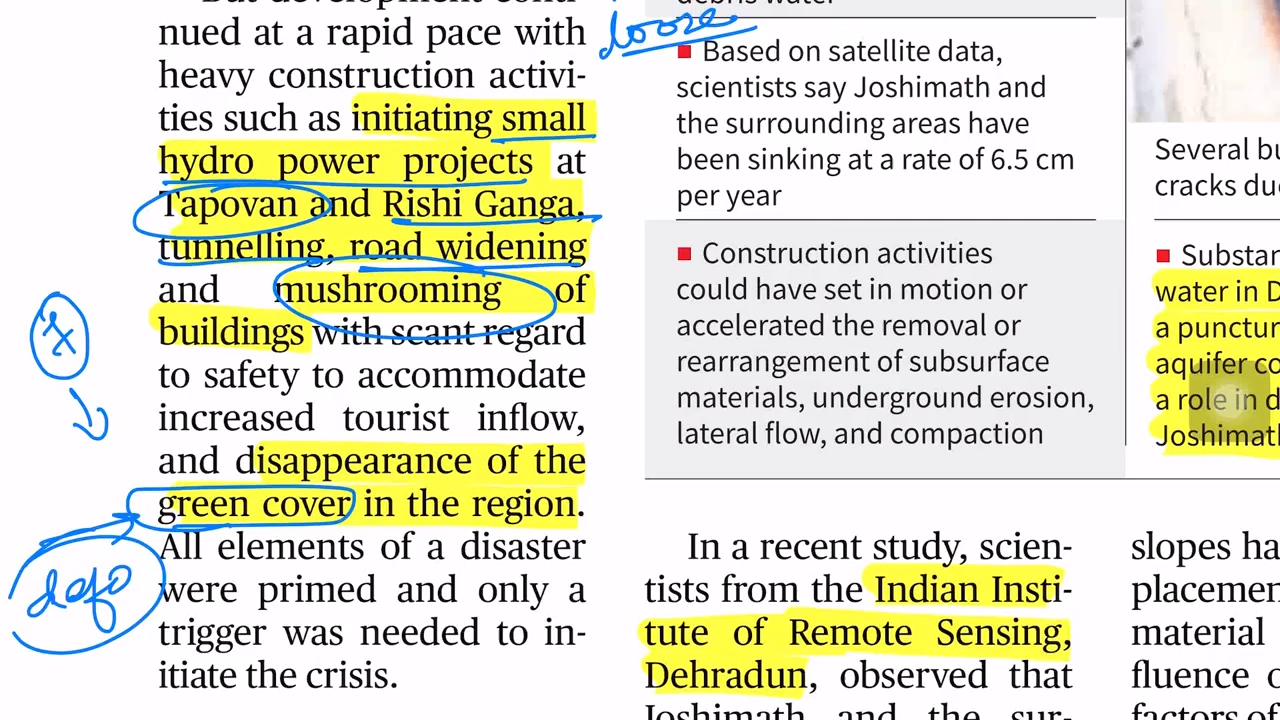 But development conti-
nued at a rapid pace with
heavy construction activi-
ties such as initiating small
hydro power projects at
Tapovan and Rishi Ganga,
tunnelling, road widening
and mushrooming of
buildings with scant regard
to safety to accommodate
increased tourist inflow,
and disappearance of the
green cover in the region.
All elements of a disaster
were primed and only a
trigger was needed to in-
itiate the crisis.
defo
debris water
loose
■ Based on satellite data,
scientists say Joshimath and
the surrounding areas have
been sinking at a rate of 6.5 cm
per year
■ Construction activities
could have set in motion or
accelerated the removal or
rearrangement of subsurface
materials, underground erosion,
lateral flow, and compaction
In a recent study, scien-
tists from the Indian Insti-
tute of Remote Sensing,
Dehradun, observed that
Joshimath and the sur-
Several bu
cracks du
■ Substan
water in D
a punctur
aquifer co
a role in d
Joshimath
slopes ha
placemen
material
fluence o
factors of